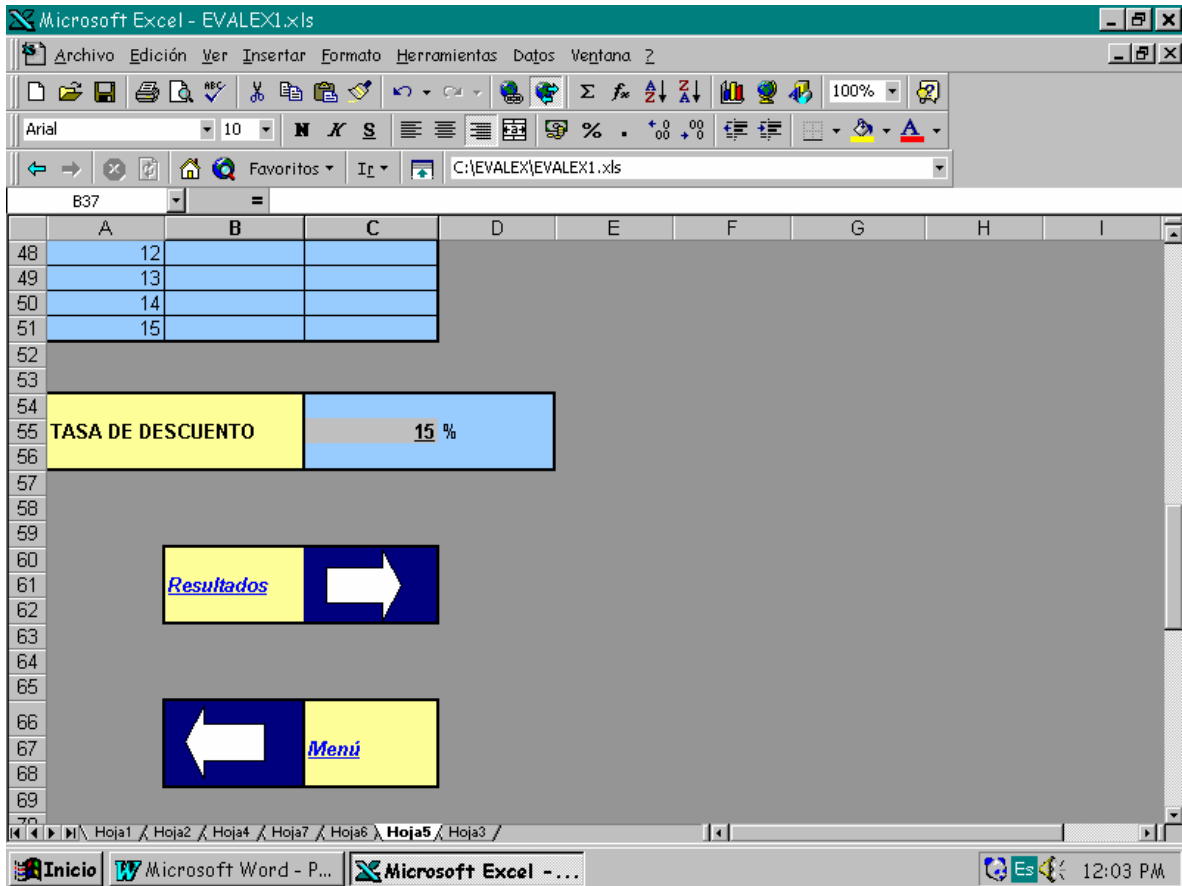 Microsoft Excel - EVALEX1.xls
Archivo Edición Ver Insertar Formato Herramientas Datos Ventana ?
ABC Σ fx A Z Z A 100%
Arial 10 N K S % .
Favoritos Ir C:\EVALEX\EVALEX1.xls
B37 =
A B C D E F G H I
48 12
49 13
50 14
51 15
52
53
54
55 TASA DE DESCUENTO 15 %
56
57
58
59
60
61 Resultados
62
63
64
65
66
67 Menú
68
69
70
Hoja1 Hoja2 Hoja4 Hoja7 Hoja6 Hoja5 Hoja3
Inicio Microsoft Word - P... Microsoft Excel -... Es 12:03 PM